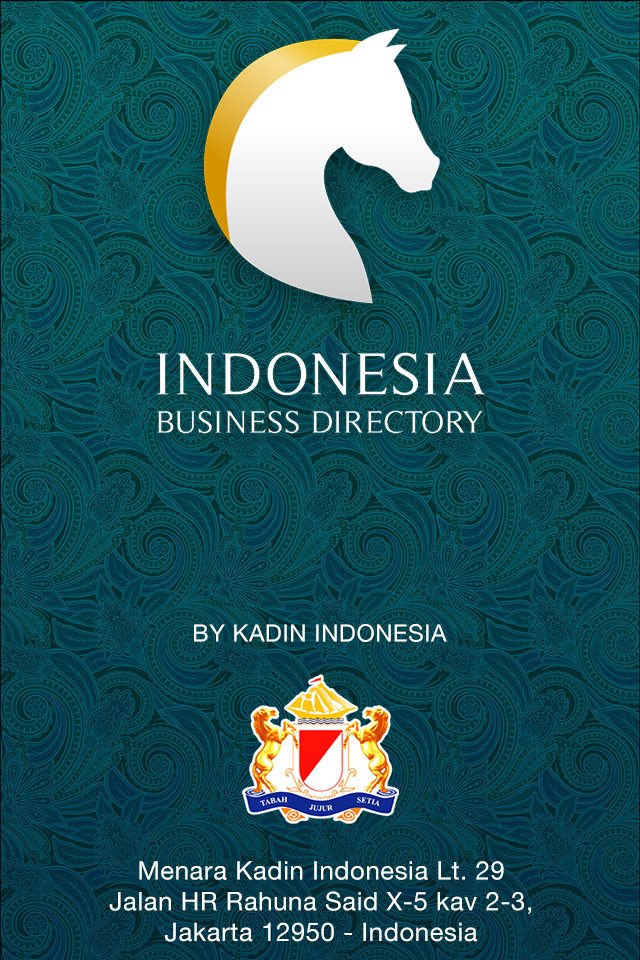 INDONESIA
BUSINESS DIRECTORY
BY KADIN INDONESIA
TABAH JUJUR SETIA
Menara Kadin Indonesia Lt. 29
Jalan HR Rahuna Said X-5 kav 2-3,
Jakarta 12950 - Indonesia